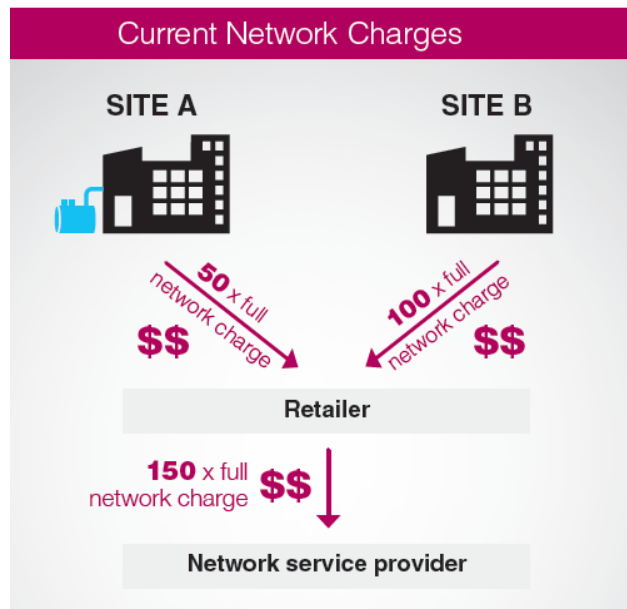 Current Network Charges
SITE A
SITE B
50 x full
network charge
$$
100 x full
network charge
$$
Retailer
150 x full
network charge
$$
Network service provider